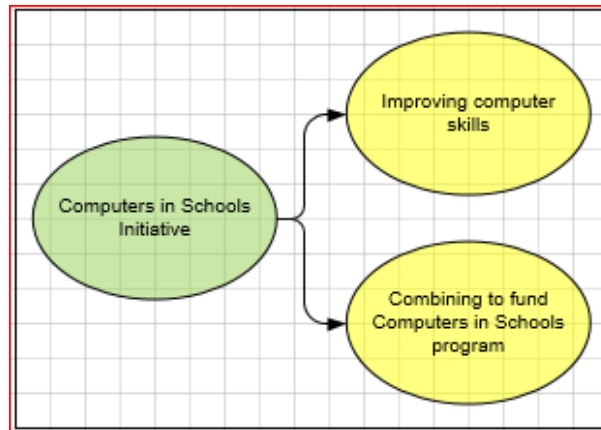 Improving computer
skills
Computers in Schools
Initiative
Combining to fund
Computers in Schools
program